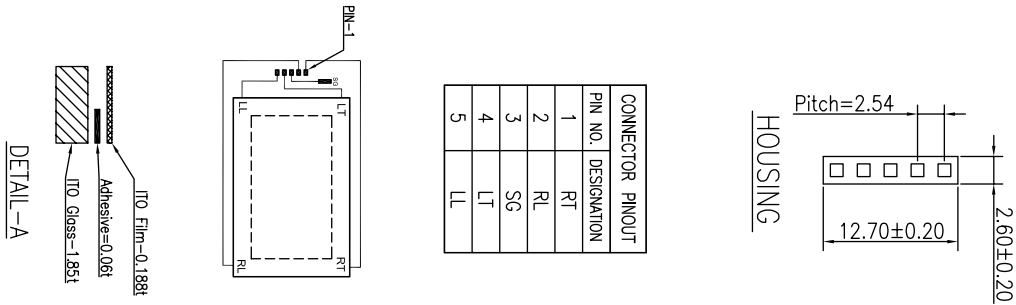 PIN-1
SG
LL
LT
RL
RT
ITO Film-0.188t
Adhesive=0.06t
ITO Glass-1.85t
DETAIL-A
CONNECTOR PINOUT
PIN NO. DESIGNATION
1 RT
2 RL
3 SG
4 LT
5 LL
Pitch=2.54
2.60±0.20
12.70±0.20
HOUSING